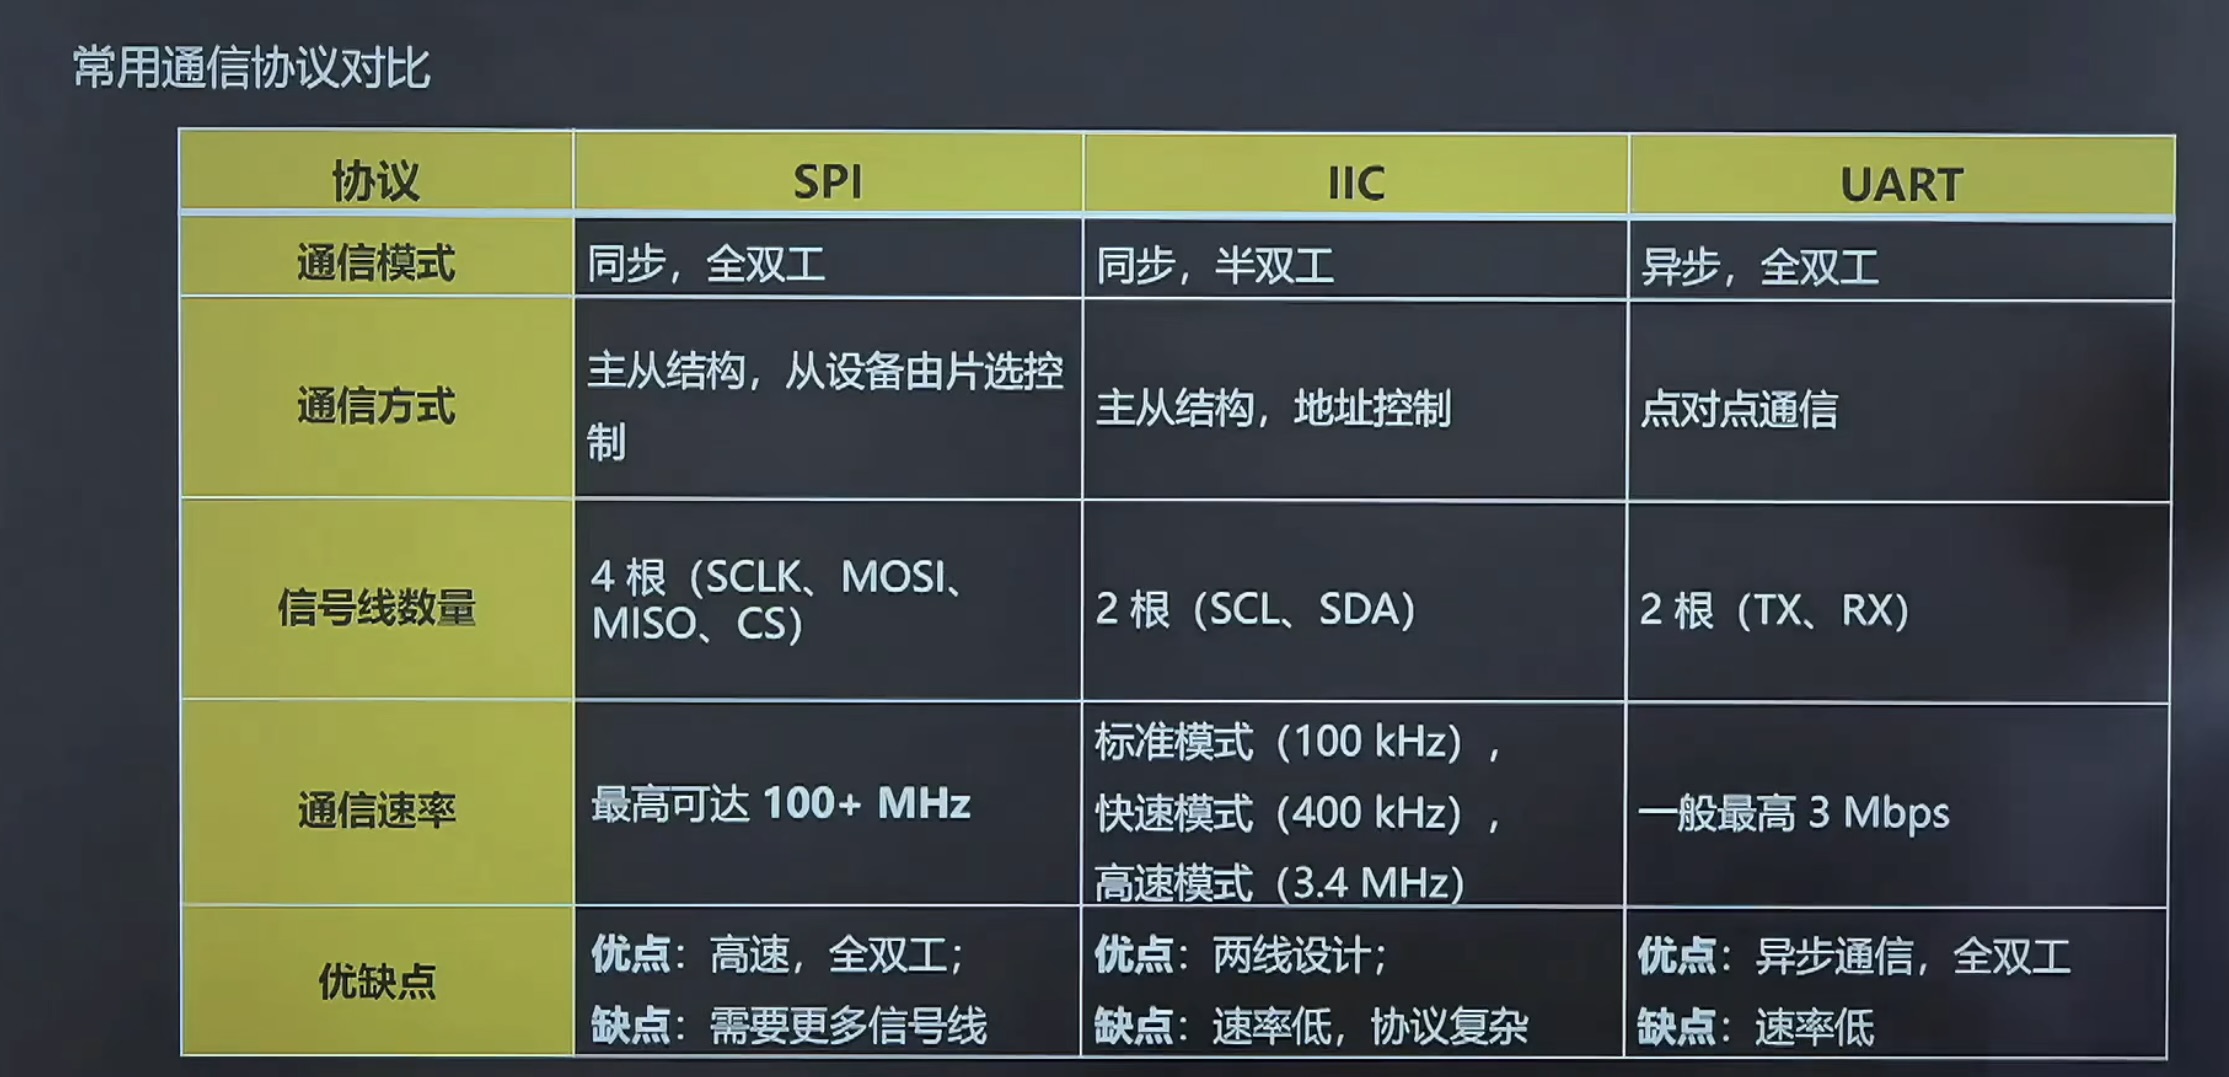 常用通信协议对比
协议
SPI
IIC
UART
通信模式
同步，全双工
同步，半双工
异步，全双工
通信方式
主从结构，从设备由片选控
制
主从结构，地址控制
点对点通信
信号线数量
4 根（SCLK、MOSI、
MISO、CS）
2 根（SCL、SDA）
2 根（TX、RX）
通信速率
最高可达 100+ MHz
标准模式（100 kHz），
快速模式（400 kHz），
高速模式（3.4 MHz）
一般最高 3 Mbps
优缺点
优点：高速，全双工；
缺点：需要更多信号线
优点：两线设计；
缺点：速率低，协议复杂
优点：异步通信，全双工
缺点：速率低